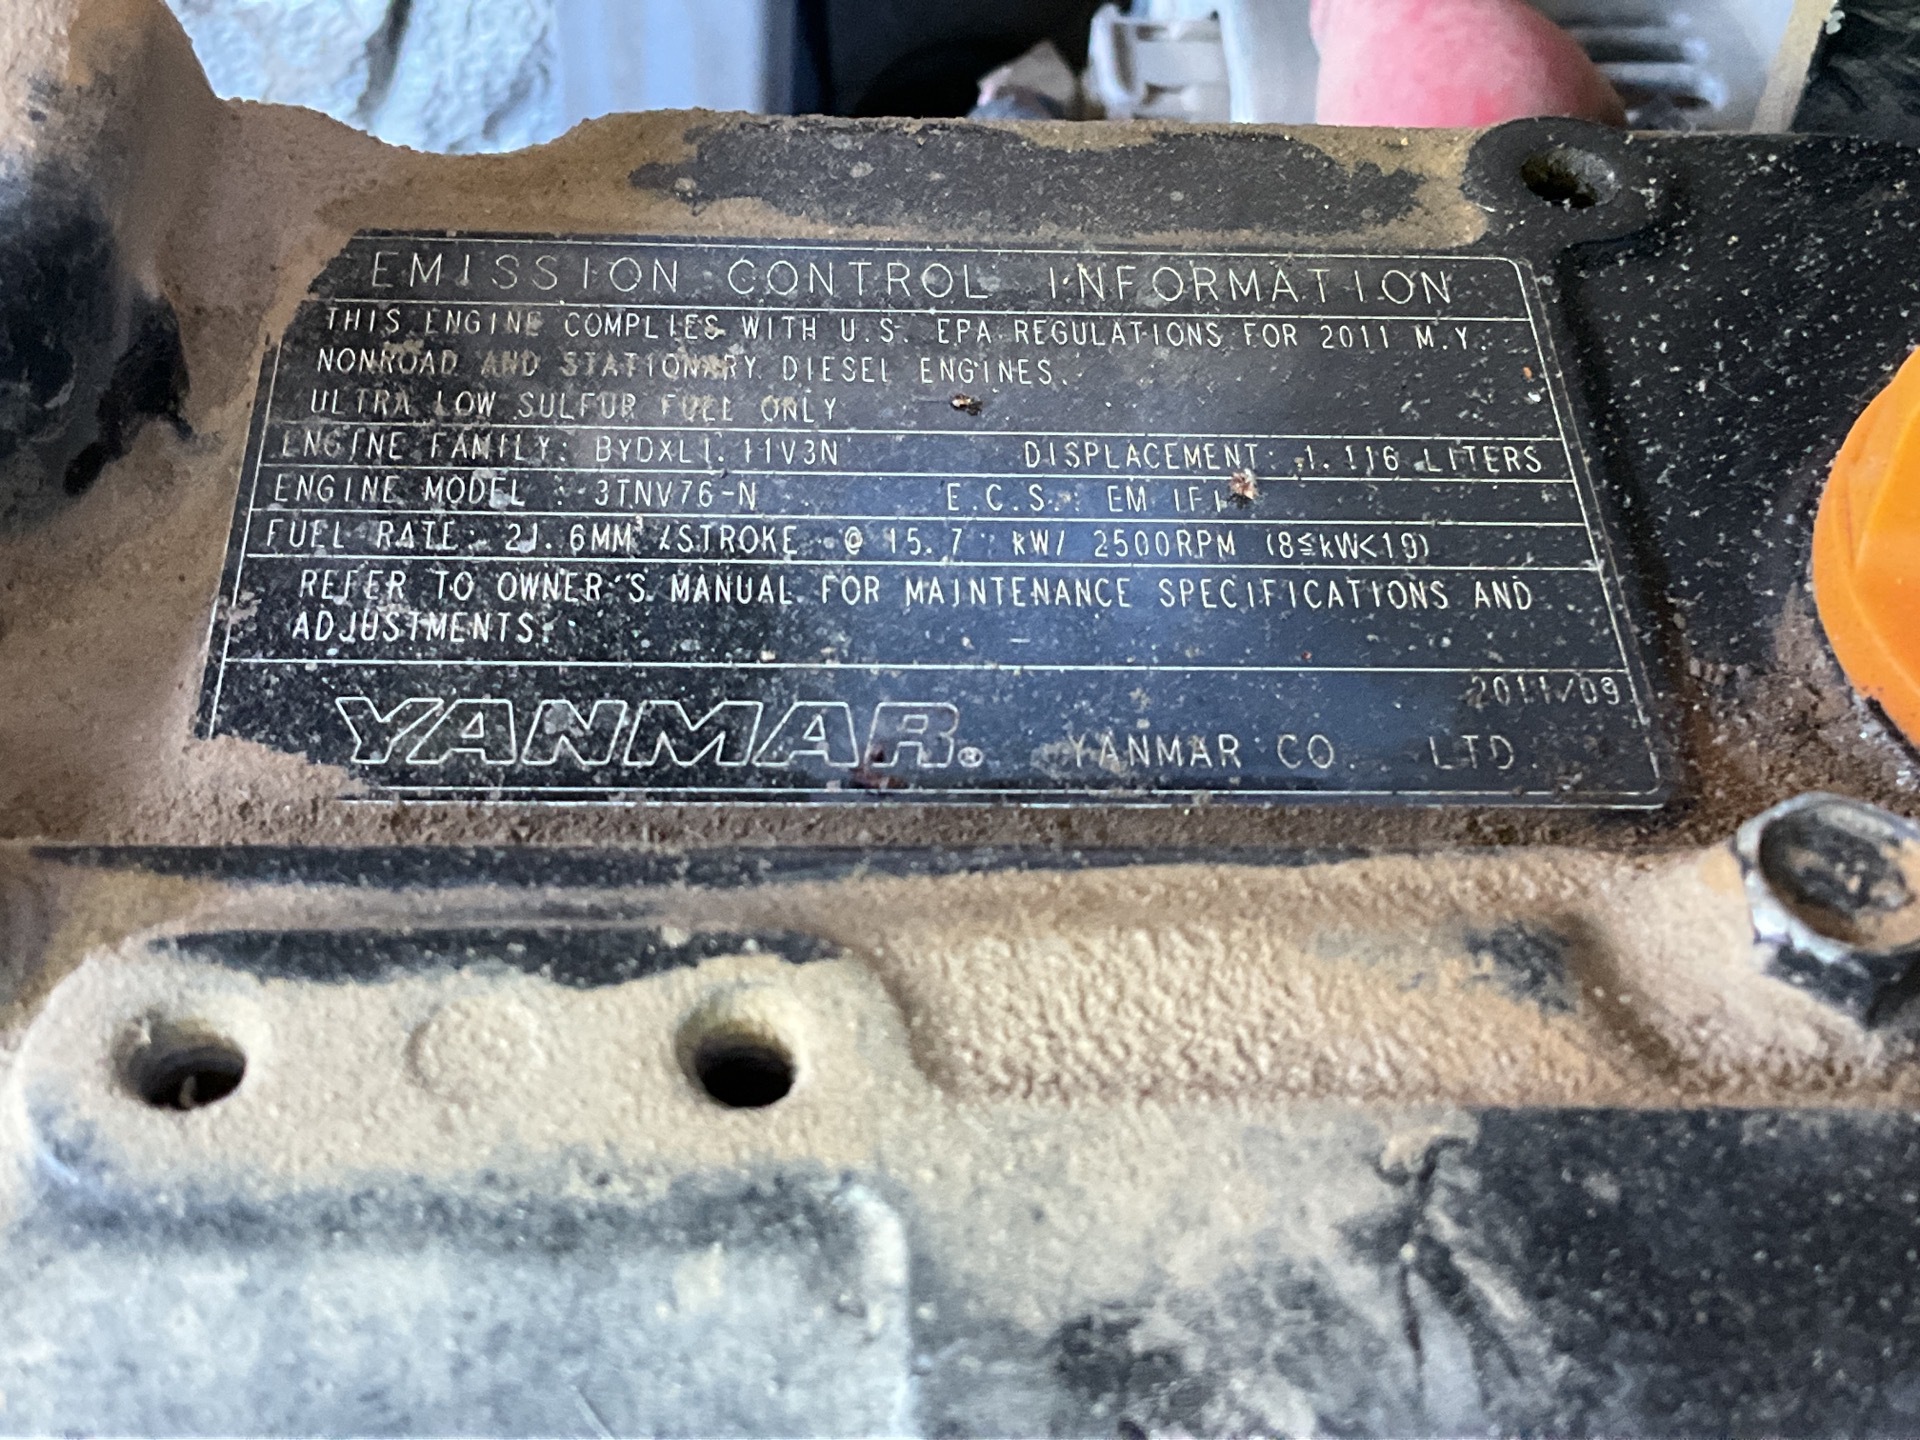 EMISSION CONTROL INFORMATION
THIS ENGINE COMPLIES WITH U.S. EPA REGULATIONS FOR 2011 M.Y.
NONROAD AND STATIONARY DIESEL ENGINES.
ULTRA LOW SULFUR FUEL ONLY
ENGINE FAMILY: BYDXL1.11V3N DISPLACEMENT: 1.116 LITERS
ENGINE MODEL : 3TNV76-N E.C.S.: EM IFI
FUEL RATE: 21.6MM³/STROKE @ 15.7 kW/ 2500RPM (8≦kW<19)
REFER TO OWNER'S MANUAL FOR MAINTENANCE SPECIFICATIONS AND
ADJUSTMENTS.
2011/09
YANMAR® YANMAR CO. LTD.